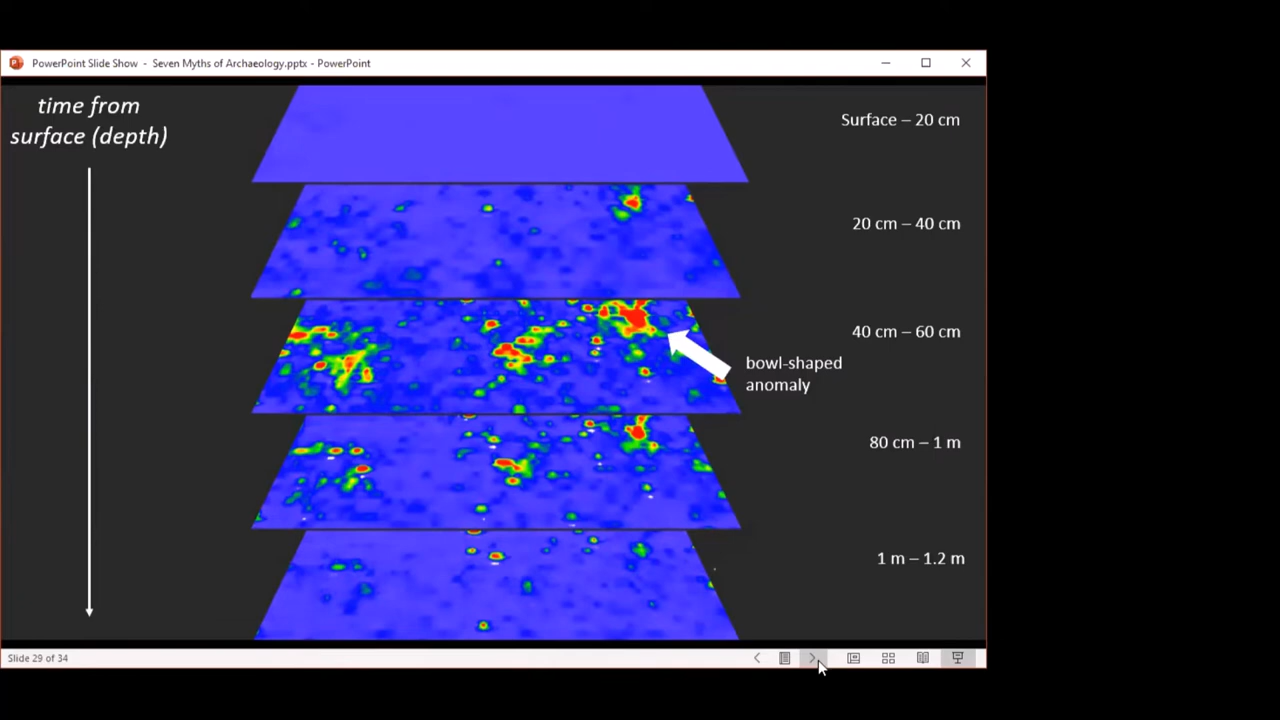 PowerPoint Slide Show - Seven Myths of Archaeology.pptx - PowerPoint
time from
surface (depth)
Surface – 20 cm
20 cm – 40 cm
40 cm – 60 cm
bowl-shaped
anomaly
80 cm – 1 m
1 m – 1.2 m
Slide 29 of 34